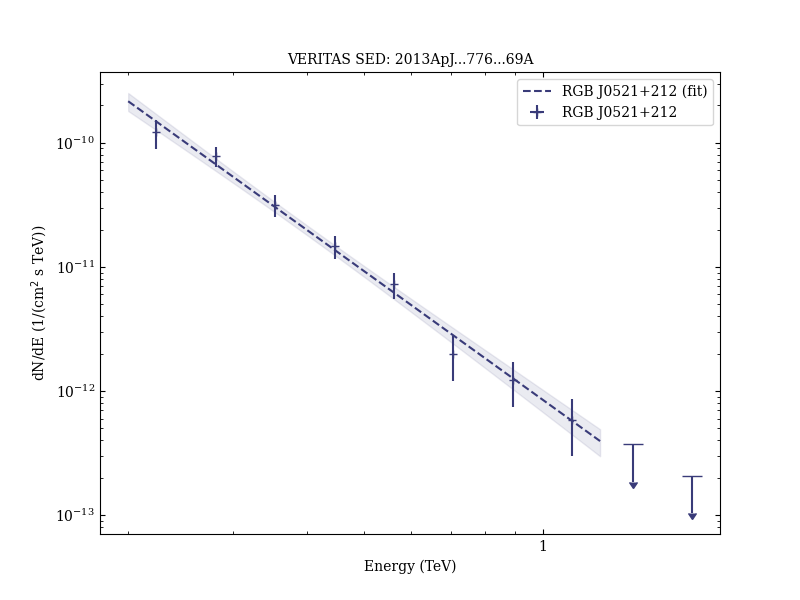 VERITAS SED: 2013ApJ...776...69A
RGB J0521+212 (fit)
RGB J0521+212
dN/dE (1/(cm² s TeV))
10⁻¹⁰
10⁻¹¹
10⁻¹²
10⁻¹³
1
Energy (TeV)